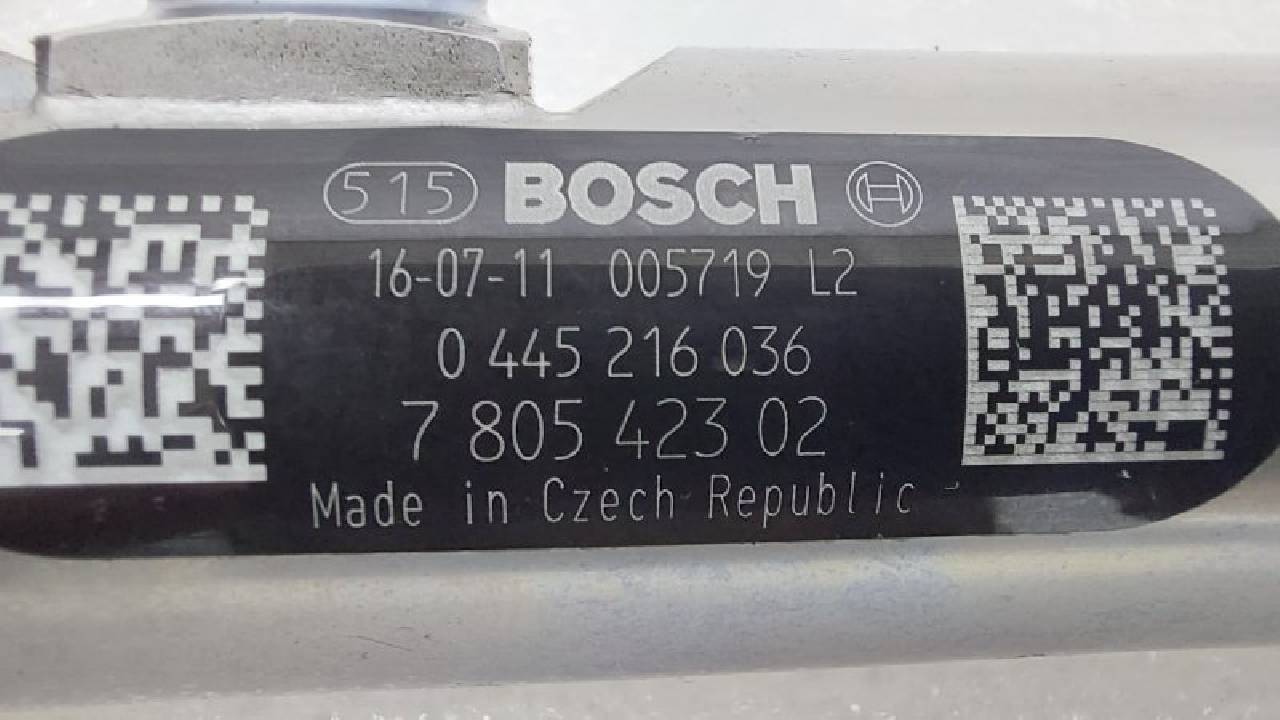 515 BOSCH
16-07-11 005719 L2
0 445 216 036
7 805 423 02
Made in Czech Republic